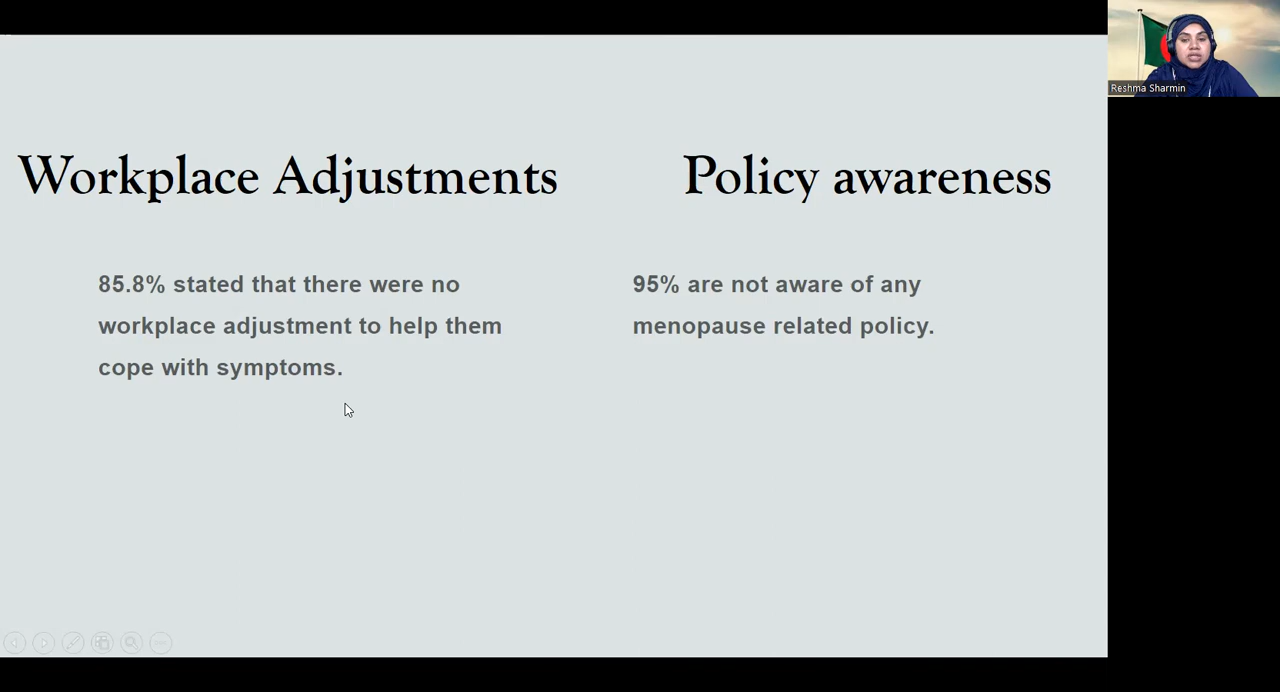 Workplace Adjustments
85.8% stated that there were no
workplace adjustment to help them
cope with symptoms.
Policy awareness
95% are not aware of any
menopause related policy.
Reshma Sharmin